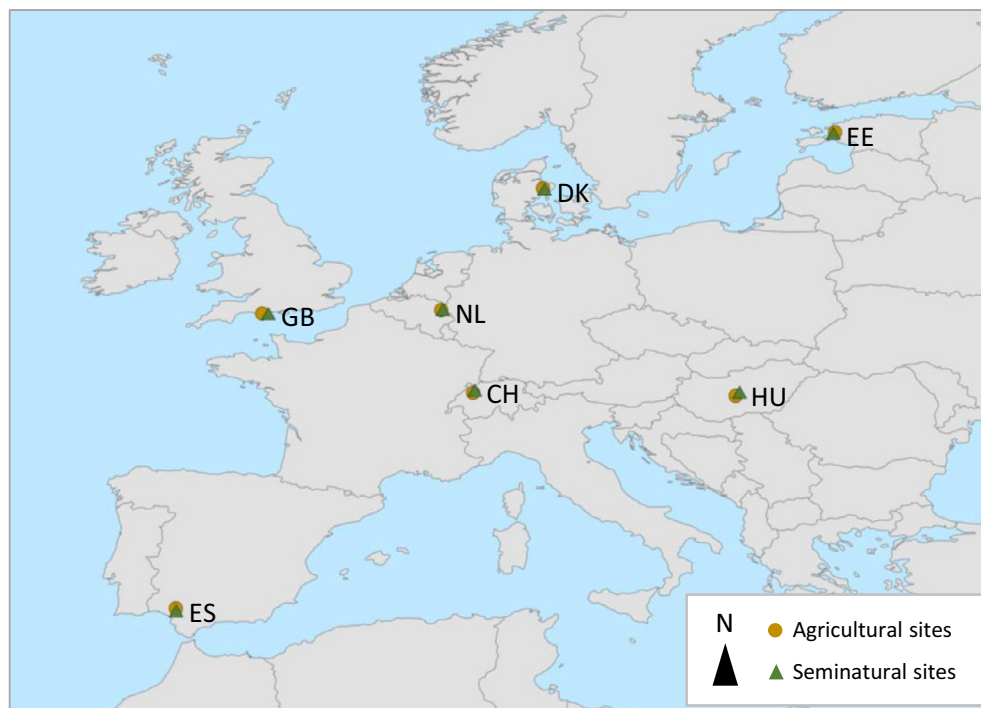 EE
DK
GB
NL
CH
HU
ES
N
Agricultural sites
Seminatural sites